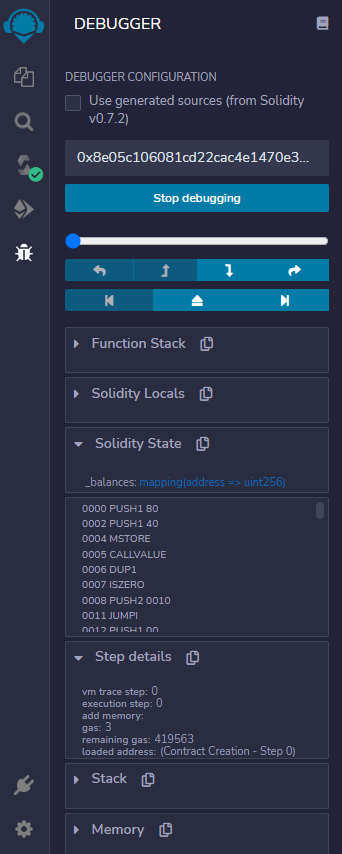 DEBUGGER
DEBUGGER CONFIGURATION
Use generated sources (from Solidity
v0.7.2)
0x8e05c106081cd22cac4e1470e3...
Stop debugging
Function Stack
Solidity Locals
Solidity State
_balances: mapping(address => uint256)
0000 PUSH1 80
0002 PUSH1 40
0004 MSTORE
0005 CALLVALUE
0006 DUP1
0007 ISZERO
0008 PUSH2 0010
0011 JUMPI
0012 PUSH1 00
Step details
vm trace step: 0
execution step: 0
add memory:
gas: 3
remaining gas: 419563
loaded address: (Contract Creation - Step 0)
Stack
Memory